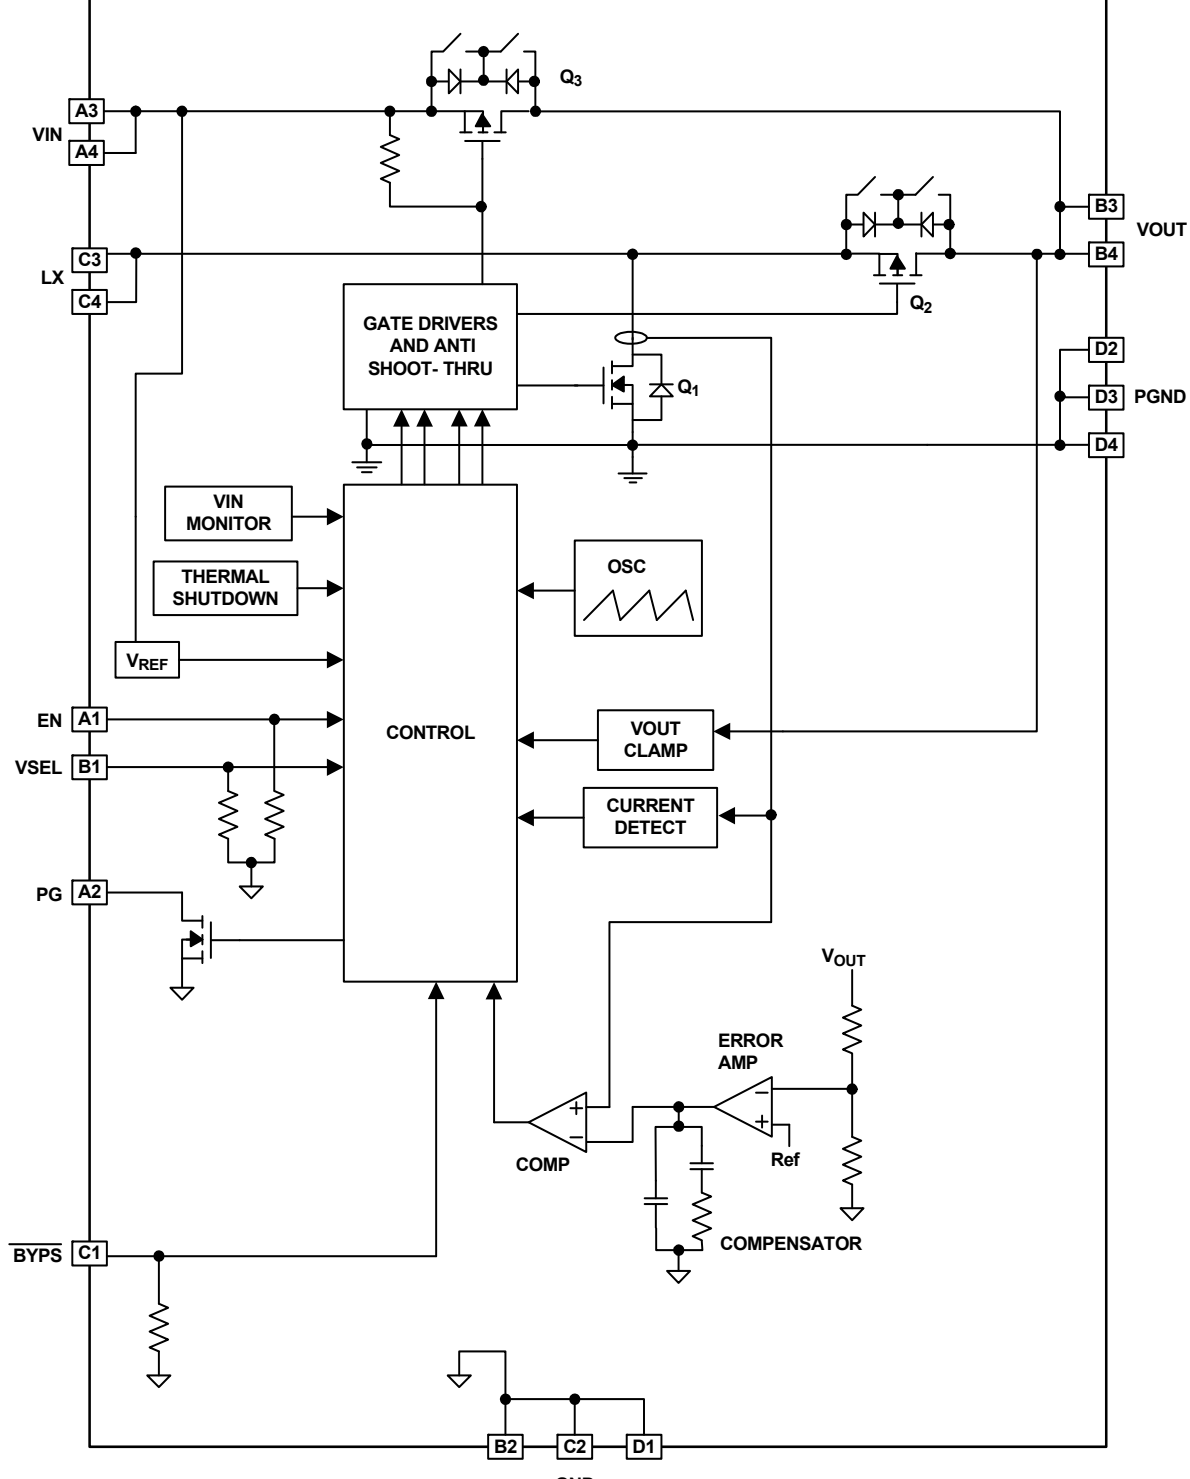 Q3
A3
VIN
A4
B3
VOUT
B4
C3
LX
C4
Q2
GATE DRIVERS
AND ANTI
SHOOT- THRU
Q1
D2
D3
PGND
D4
VIN
MONITOR
THERMAL
SHUTDOWN
OSC
VREF
EN
A1
CONTROL
VOUT
CLAMP
VSEL
B1
CURRENT
DETECT
PG
A2
VOUT
ERROR
AMP
−
+
Ref
+
−
COMP
COMPENSATOR
BYPS
C1
B2
C2
D1